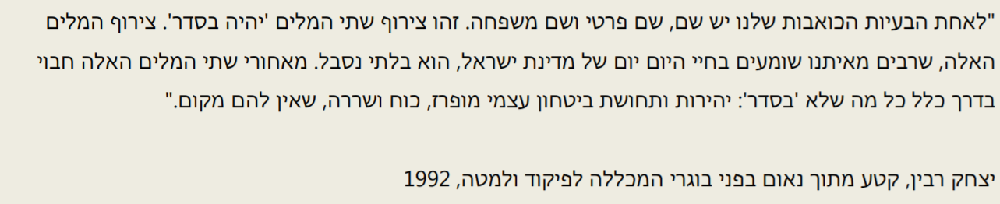 "לאחת הבעיות הכואבות שלנו יש שם, שם פרטי ושם משפחה. זהו צירוף שתי המלים 'יהיה בסדר'. צירוף המלים
האלה, שרבים מאיתנו שומעים בחיי היום יום של מדינת ישראל, הוא בלתי נסבל. מאחורי שתי המלים האלה חבוי
בדרך כלל כל מה שלא 'בסדר': יהירות ותחושת ביטחון עצמי מופרז, כוח ושררה, שאין להם מקום."
יצחק רבין, קטע מתוך נאום בפני בוגרי המכללה לפיקוד ולמטה, 1992